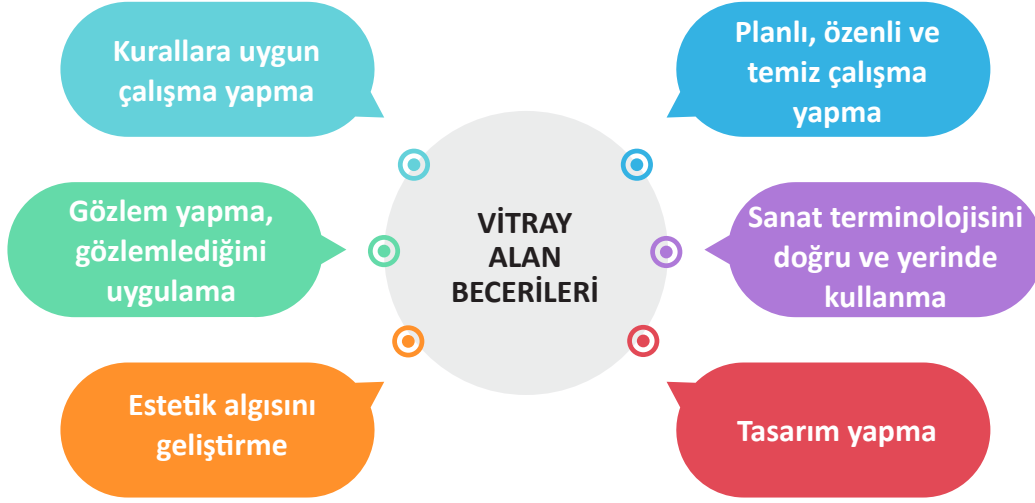 Kurallara uygun
çalışma yapma
Planlı, özenli ve
temiz çalışma
yapma
Gözlem yapma,
gözlemlediğini
uygulama
VİTRAY
ALAN
BECERİLERİ
Sanat terminolojisini
doğru ve yerinde
kullanma
Estetik algısını
geliştirme
Tasarım yapma